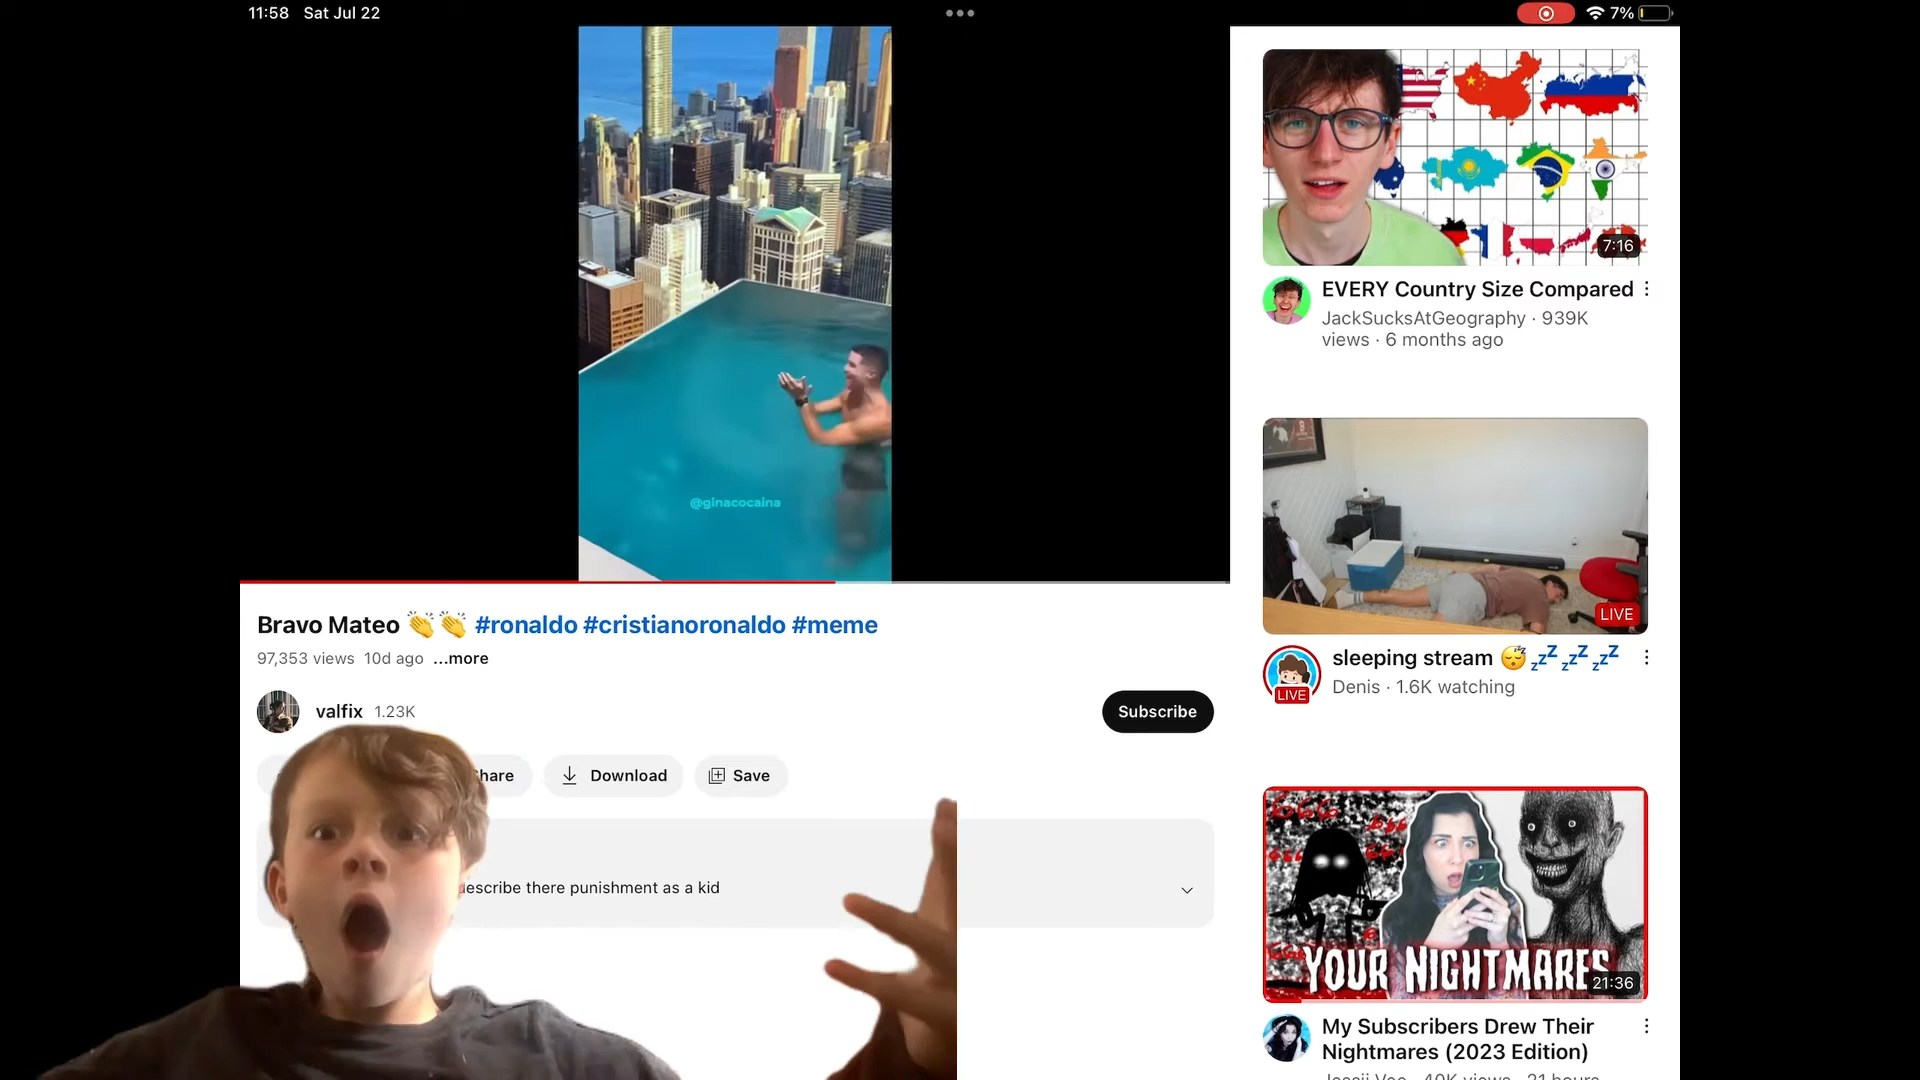 11:58 Sat Jul 22
7%
@ginacocaina
Bravo Mateo 👏👏 #ronaldo #cristianoronaldo #meme
97,353 views 10d ago ...more
valfix 1.23K
Subscribe
Download
Save
there punishment as a kid
7:16
EVERY Country Size Compared
JackSucksAtGeography · 939K
views · 6 months ago
LIVE
sleeping stream 😴💤💤💤
LIVE
Denis · 1.6K watching
666
YOUR NIGHTMARES
21:36
My Subscribers Drew Their
Nightmares (2023 Edition)